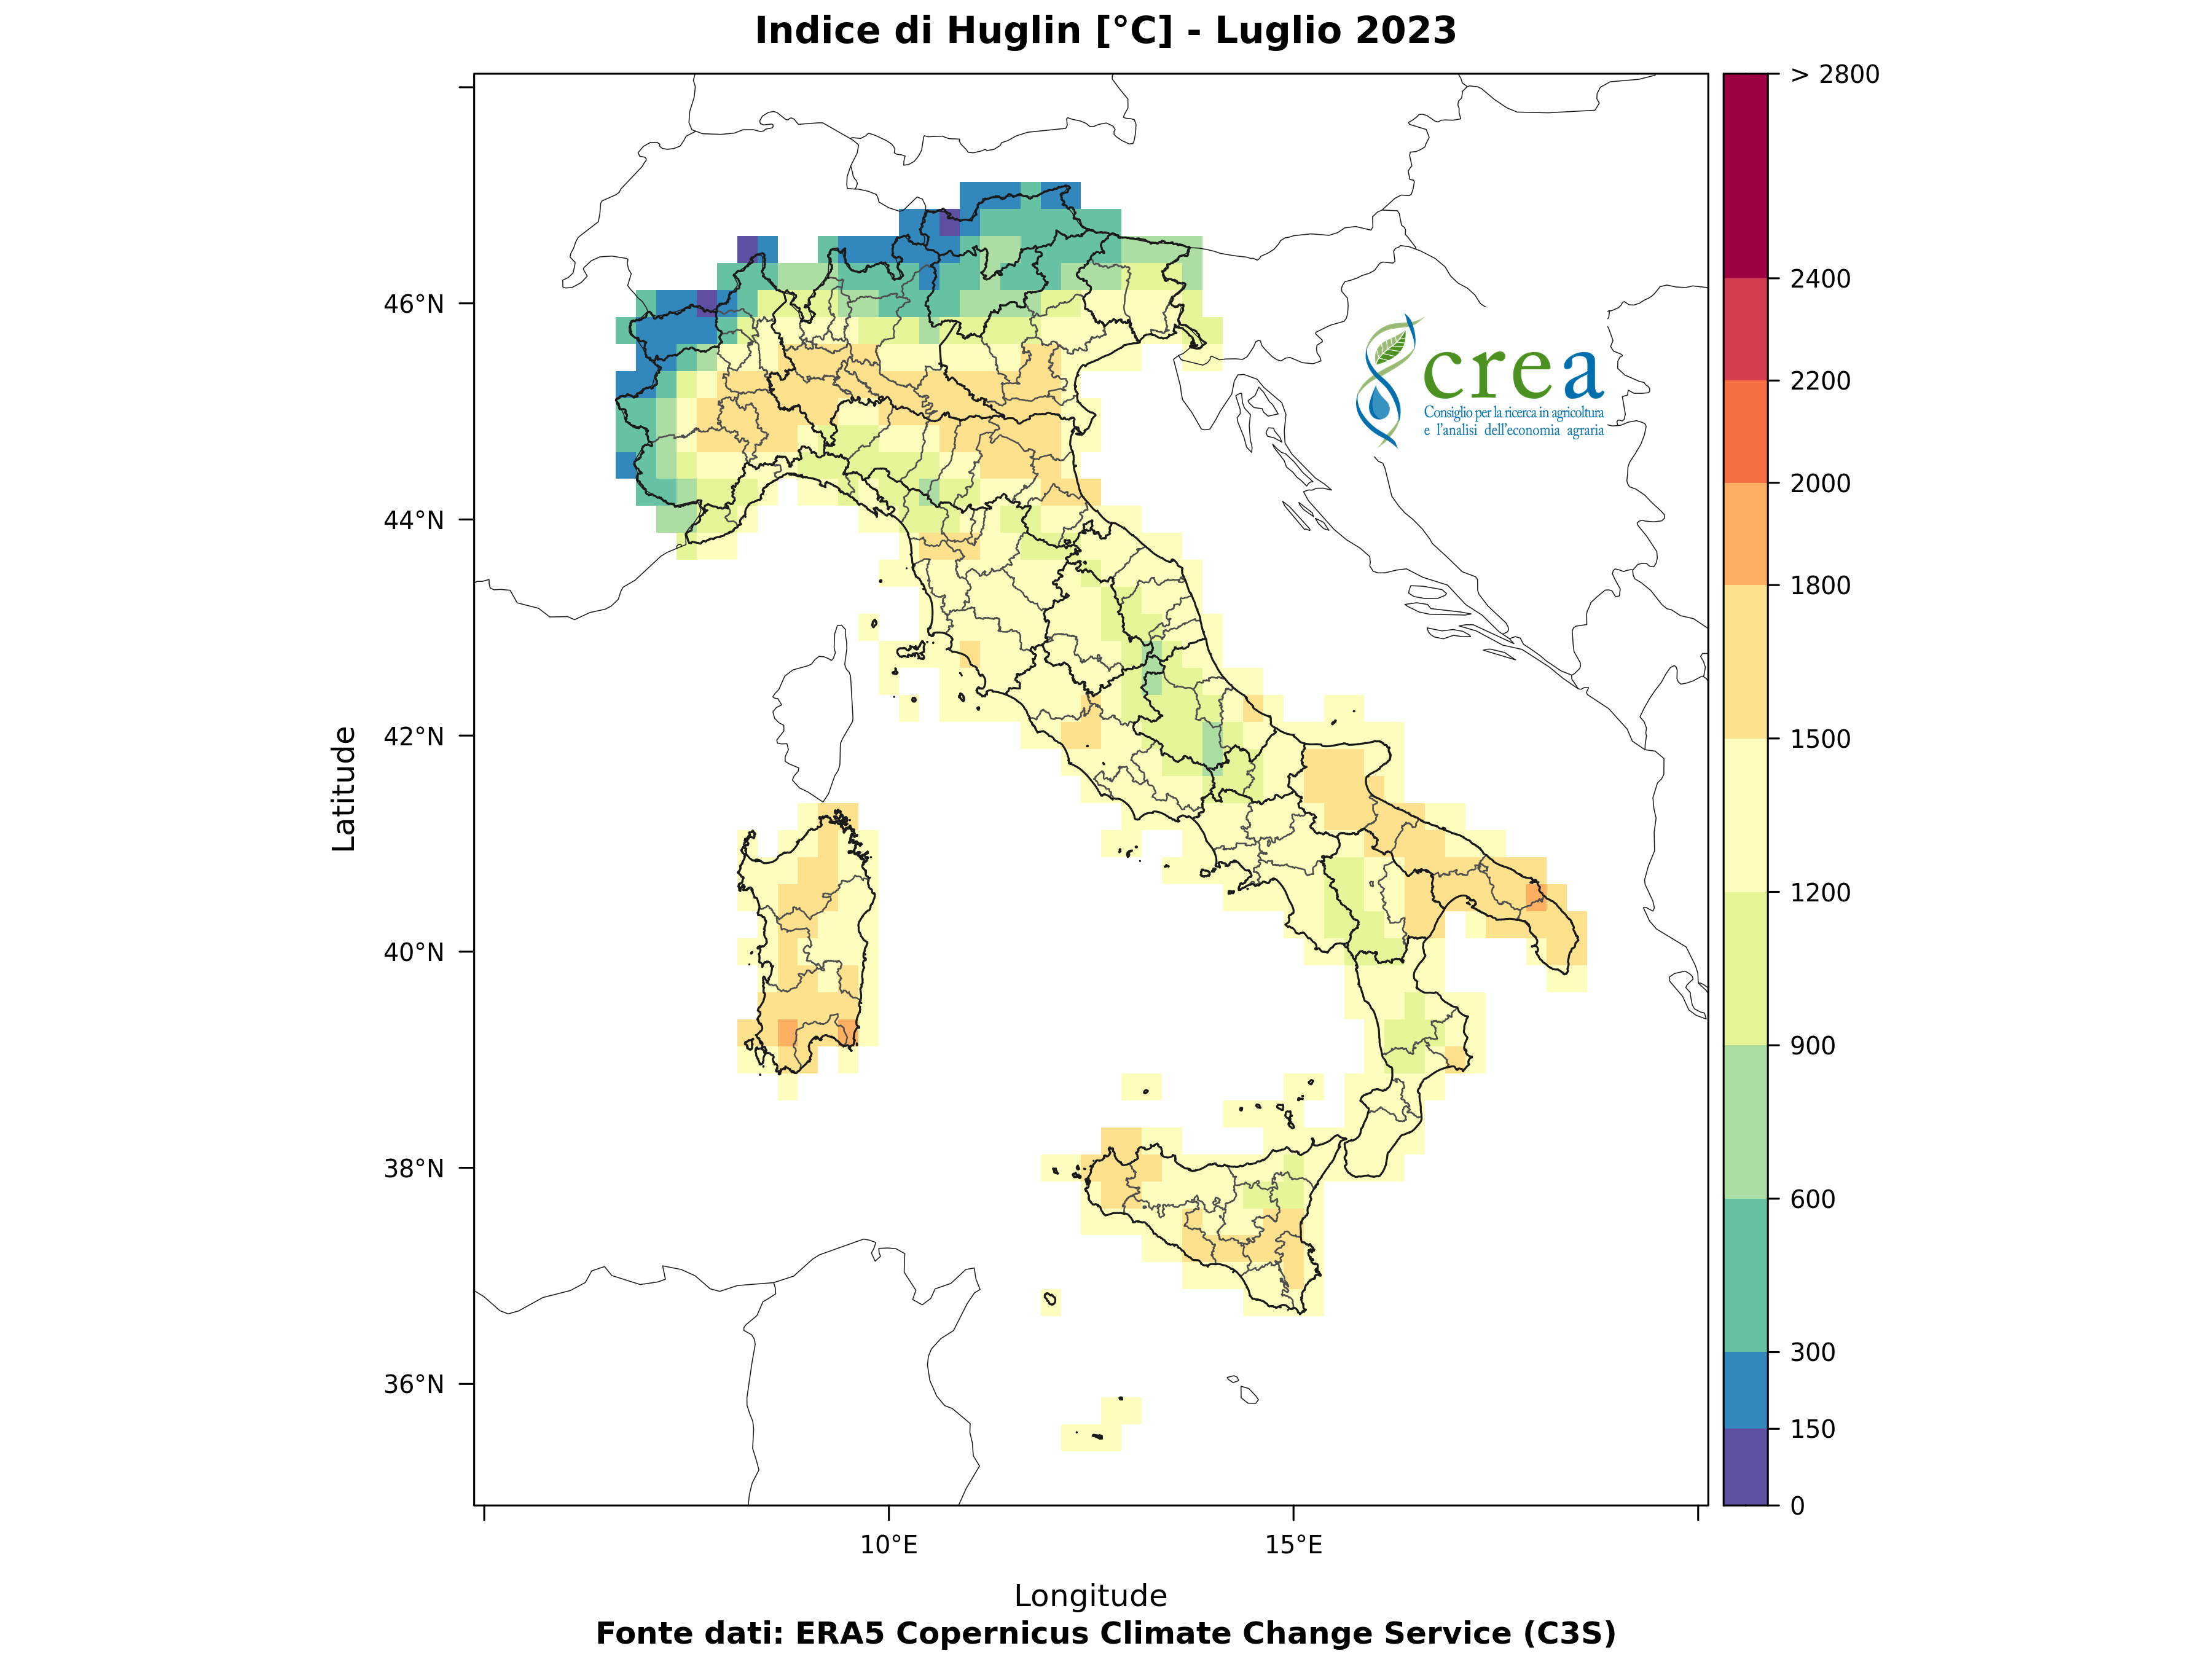 Indice di Huglin [°C] - Luglio 2023
> 2800
2400
2200
2000
1800
1500
1200
900
600
300
150
0
46°N
44°N
42°N
40°N
38°N
36°N
Latitude
crea
Consiglio per la ricerca in agricoltura
e l'analisi dell'economia agraria
10°E
15°E
Longitude
Fonte dati: ERA5 Copernicus Climate Change Service (C3S)